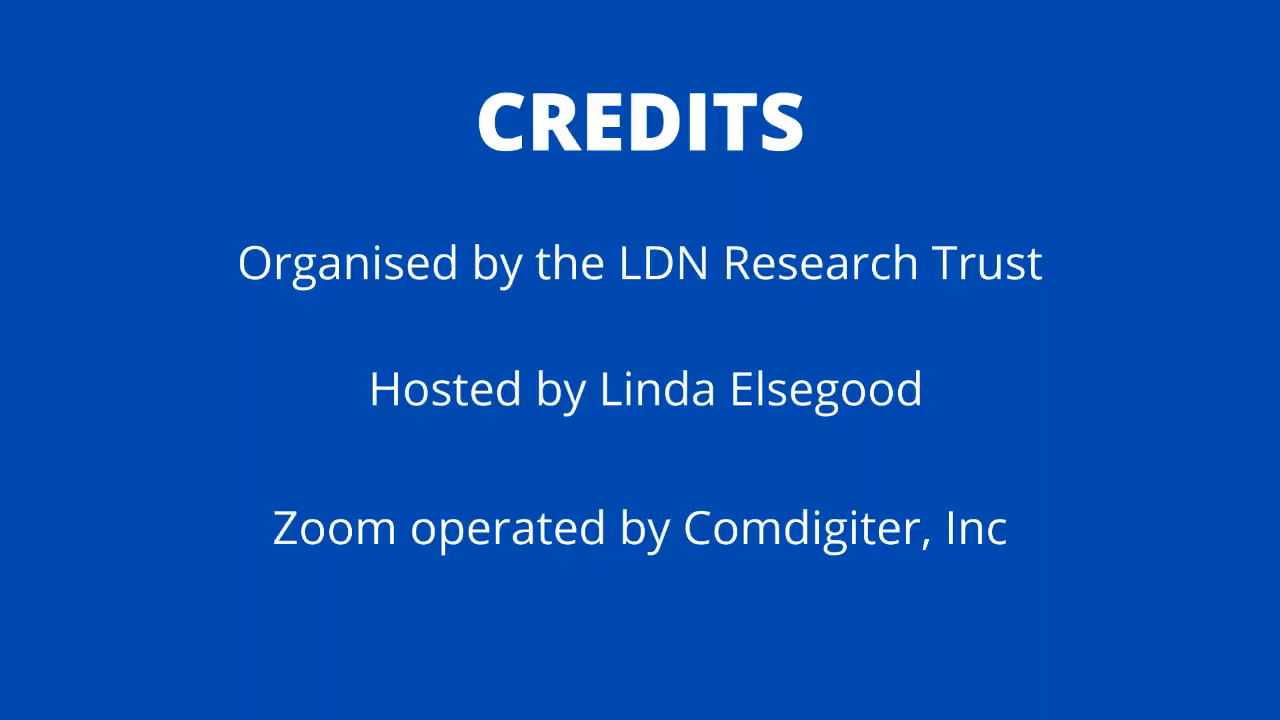 CREDITS
Organised by the LDN Research Trust
Hosted by Linda Elsegood
Zoom operated by Comdigiter, Inc